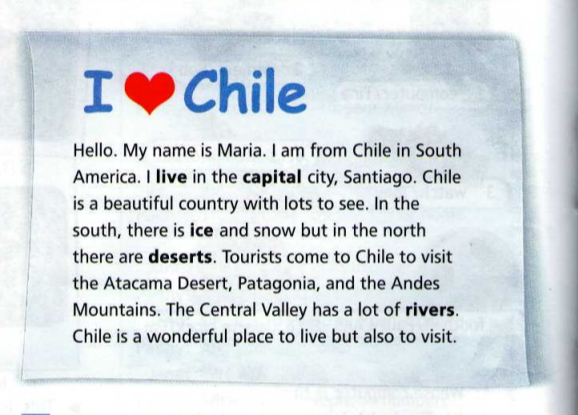 I ❤ Chile
Hello. My name is Maria. I am from Chile in South
America. I live in the capital city, Santiago. Chile
is a beautiful country with lots to see. In the
south, there is ice and snow but in the north
there are deserts. Tourists come to Chile to visit
the Atacama Desert, Patagonia, and the Andes
Mountains. The Central Valley has a lot of rivers.
Chile is a wonderful place to live but also to visit.